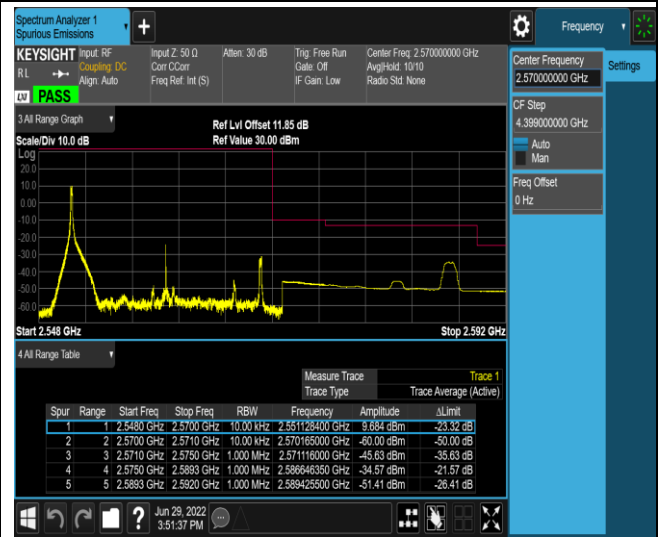 Spectrum Analyzer 1
Spurious Emissions
+
Frequency
KEYSIGHT
R L
LXI
PASS
Input: RF
Coupling: DC
Align: Auto
Input Z: 50 Ω
Corr CCorr
Freq Ref: Int (S)
Atten: 30 dB
Trig: Free Run
Gate: Off
IF Gain: Low
Center Freq: 2.570000000 GHz
Avg|Hold: 10/10
Radio Std: None
Center Frequency
2.570000000 GHz
Settings
CF Step
4.399000000 GHz
Auto
Man
Freq Offset
0 Hz
3 All Range Graph
Scale/Div 10.0 dB
Ref Lvl Offset 11.85 dB
Ref Value 30.00 dBm
Log
20.0
10.0
0.00
-10.0
-20.0
-30.0
-40.0
-50.0
-60.0
Start 2.548 GHz
Stop 2.592 GHz
4 All Range Table
Measure Trace Trace 1
Trace Type Trace Average (Active)
Spur Range Start Freq Stop Freq RBW Frequency Amplitude ΔLimit
1 1 2.5480 GHz 2.5700 GHz 10.00 kHz 2.551128400 GHz 9.684 dBm -23.32 dB
2 2 2.5700 GHz 2.5710 GHz 10.00 kHz 2.570165000 GHz -60.00 dBm -50.00 dB
3 3 2.5710 GHz 2.5750 GHz 1.000 MHz 2.571116000 GHz -45.63 dBm -35.63 dB
4 4 2.5750 GHz 2.5893 GHz 1.000 MHz 2.586646350 GHz -34.57 dBm -21.57 dB
5 5 2.5893 GHz 2.5920 GHz 1.000 MHz 2.589425500 GHz -51.41 dBm -26.41 dB
?
Jun 29, 2022
3:51:37 PM